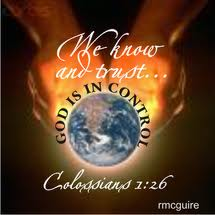 We know
and trust...
GOD IS IN CONTROL
Colossians 1:26
rmcguire